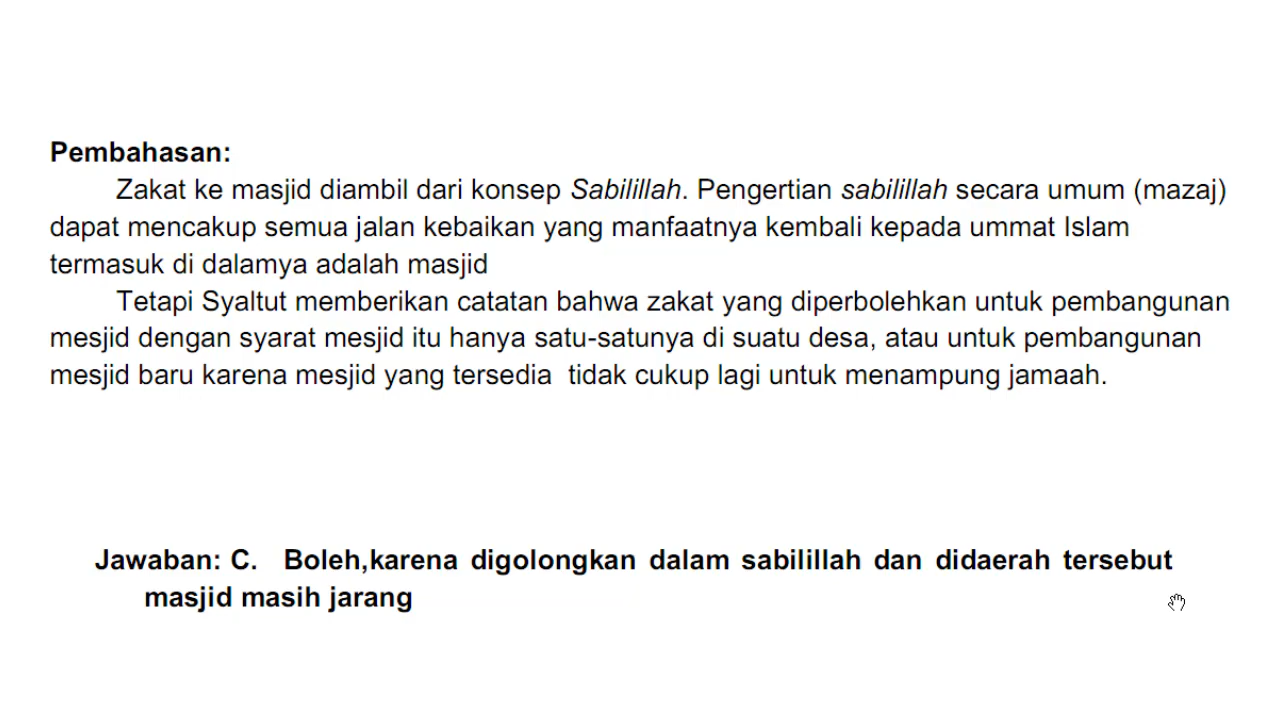 Pembahasan:
Zakat ke masjid diambil dari konsep Sabilillah. Pengertian sabilillah secara umum (mazaj)
dapat mencakup semua jalan kebaikan yang manfaatnya kembali kepada ummat Islam
termasuk di dalamya adalah masjid
Tetapi Syaltut memberikan catatan bahwa zakat yang diperbolehkan untuk pembangunan
mesjid dengan syarat mesjid itu hanya satu-satunya di suatu desa, atau untuk pembangunan
mesjid baru karena mesjid yang tersedia  tidak cukup lagi untuk menampung jamaah.
Jawaban: C. Boleh,karena digolongkan dalam sabilillah dan didaerah tersebut
masjid masih jarang